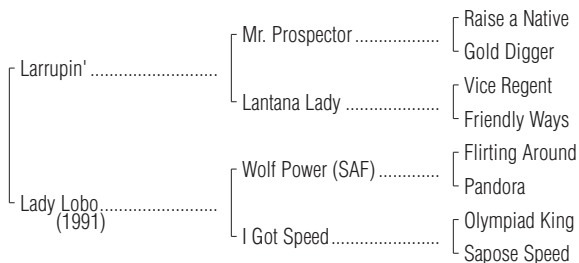 Raise a Native
Mr. Prospector ...................
Gold Digger
Larrupin' ............................
Vice Regent
Lantana Lady .....................
Friendly Ways
Flirting Around
Wolf Power (SAF) .............
Pandora
Lady Lobo..........................
(1991)
Olympiad King
I Got Speed........................
Sapose Speed